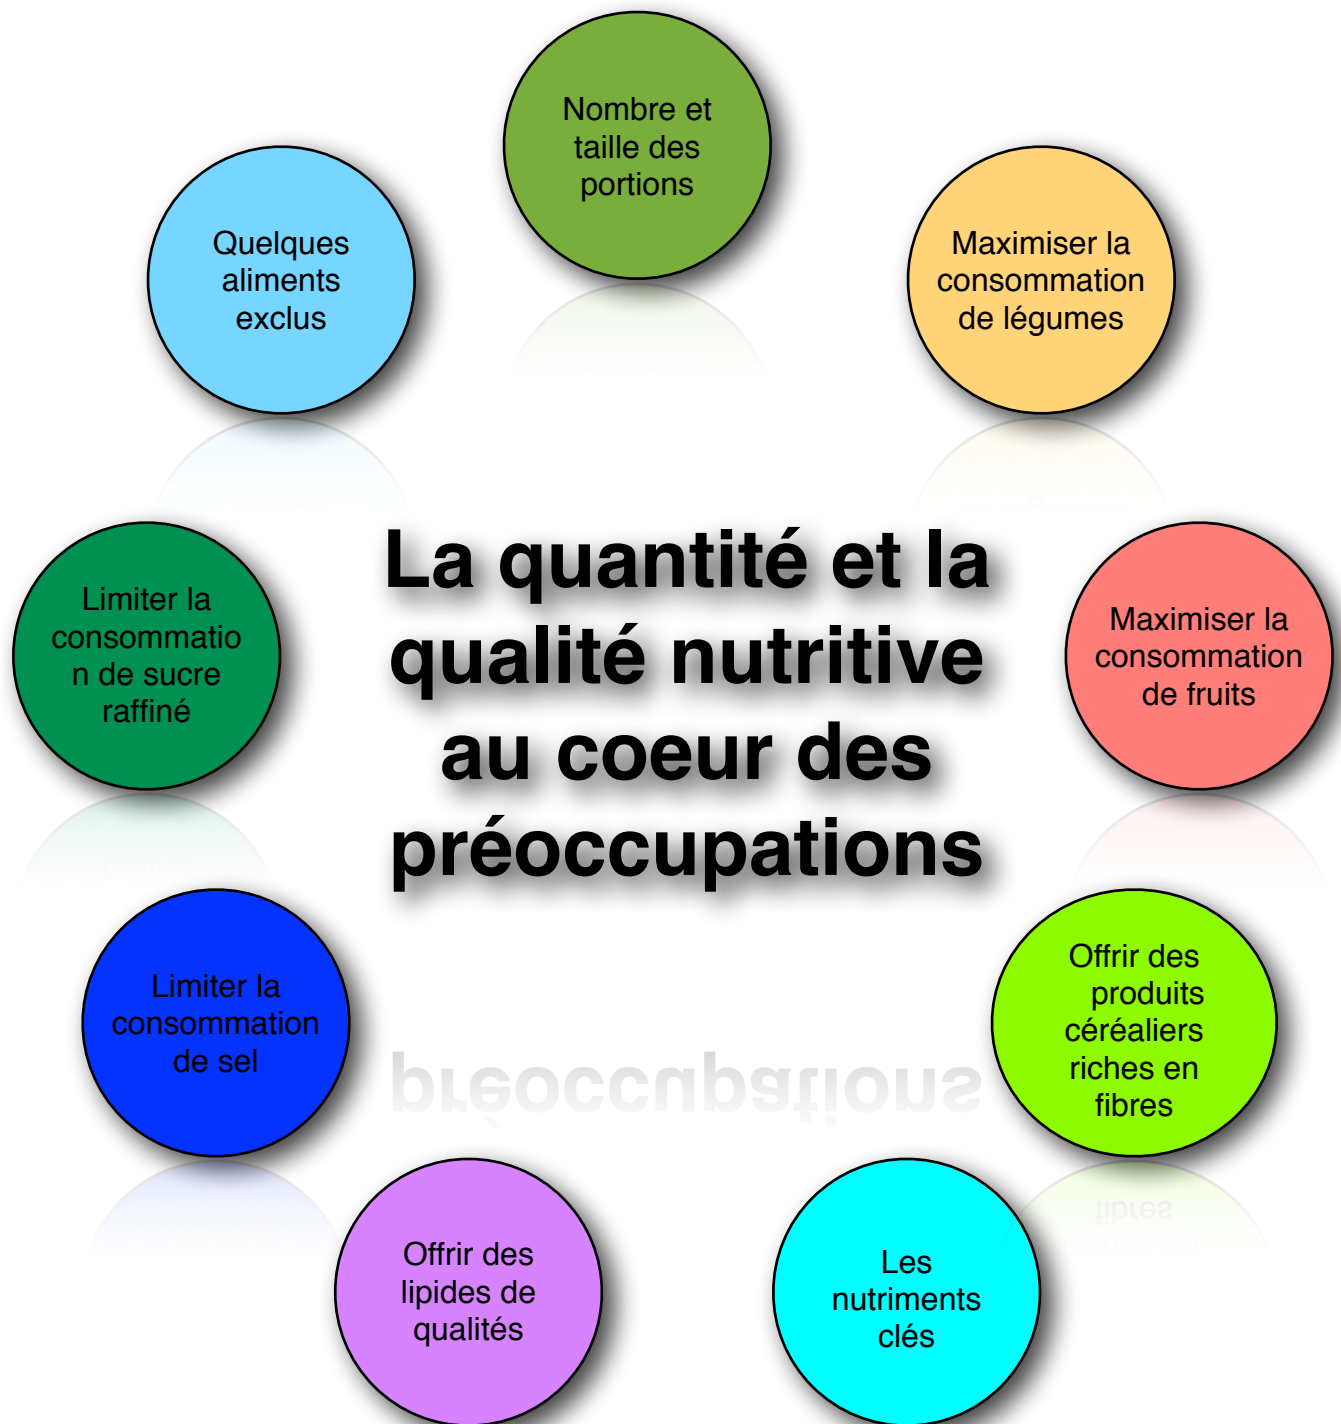 Nombre et
taille des
portions
Quelques
aliments
exclus
Maximiser la
consommation
de légumes
La quantité et la
qualité nutritive
au coeur des
préoccupations
Limiter la
consommatio
n de sucre
raffiné
Maximiser la
consommation
de fruits
Limiter la
consommation
de sel
Offrir des
produits
céréaliers
riches en
fibres
Offrir des
lipides de
qualités
Les
nutriments
clés